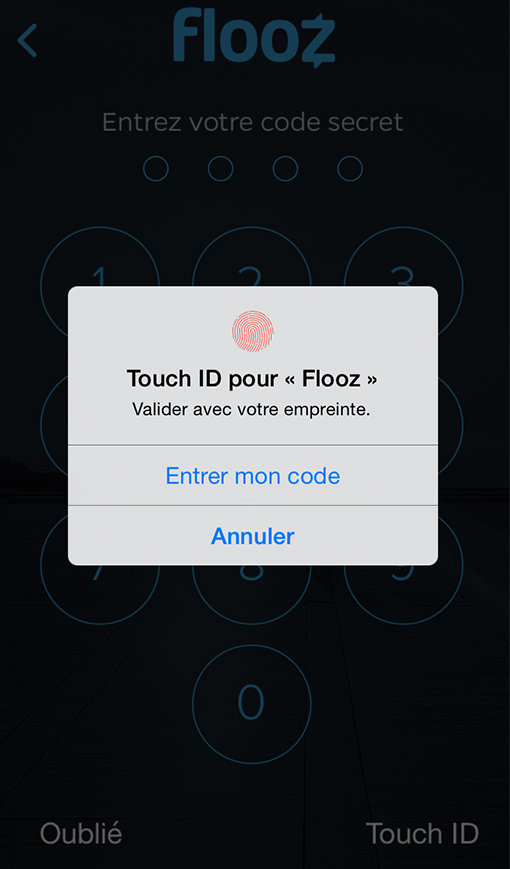 flooz
Entrez votre code secret
1 2 3
Touch ID pour « Flooz »
Valider avec votre empreinte.
Entrer mon code
Annuler
7 8 9
0
Oublié Touch ID